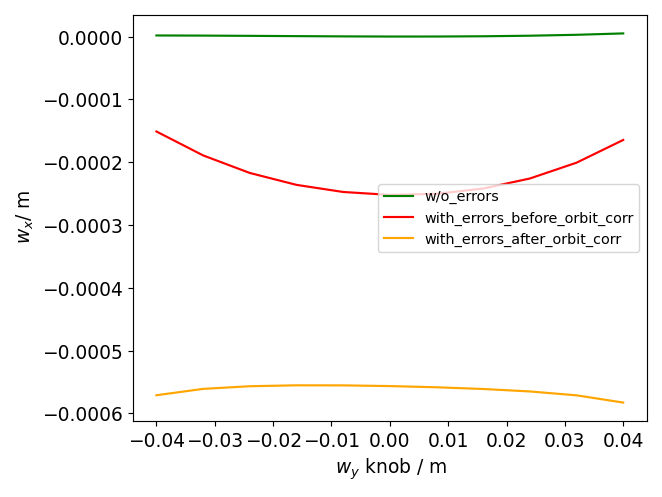 0.0000
−0.0001
−0.0002
−0.0003
−0.0004
−0.0005
−0.0006
w_x/ m
w/o_errors
with_errors_before_orbit_corr
with_errors_after_orbit_corr
−0.04 −0.03 −0.02 −0.01 0.00 0.01 0.02 0.03 0.04
w_y knob / m